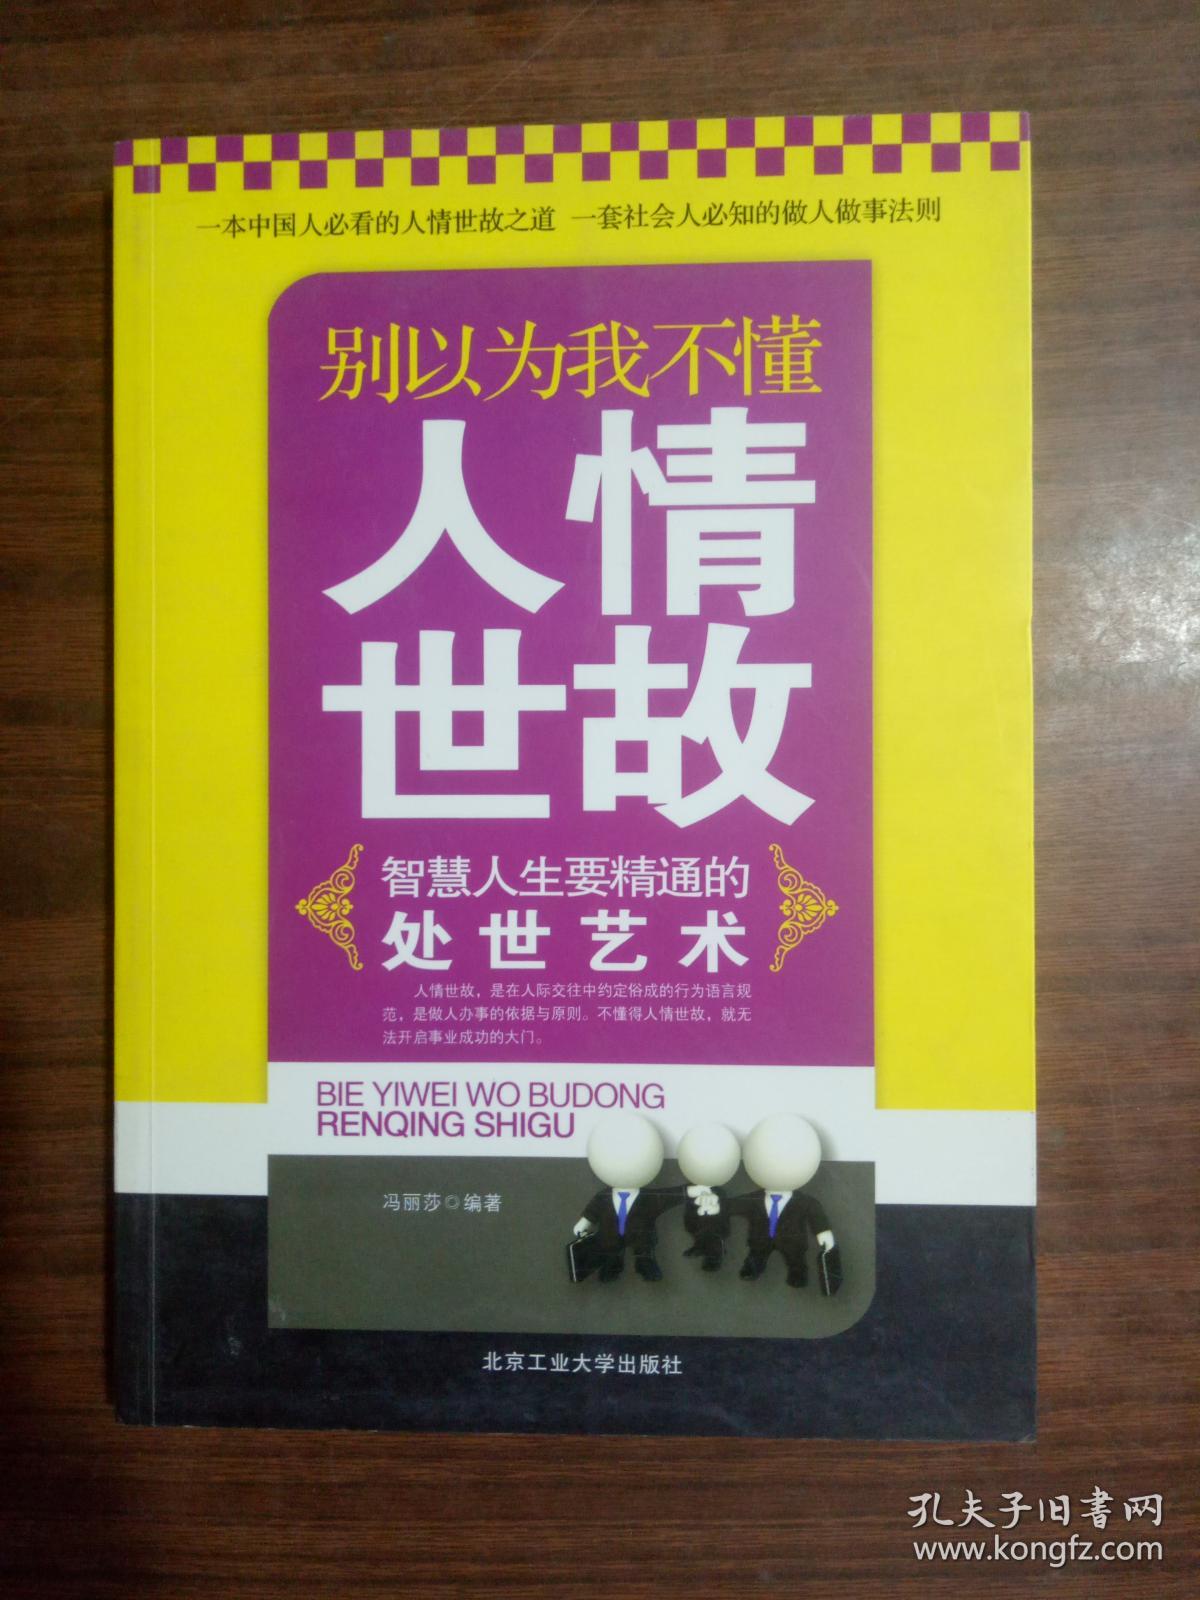 一本中国人必看的人情世故之道 一套社会人必知的做人做事法则
别以为我不懂
人情
世故
智慧人生要精通的
处世艺术
人情世故，是在人际交往中约定俗成的行为语言规
范，是做人办事的依据与原则。不懂得人情世故，就无
法开启事业成功的大门。
BIE YIWEI WO BUDONG
RENQING SHIGU
冯丽莎◎编著
北京工业大学出版社
孔夫子旧书网
www.kongfz.com